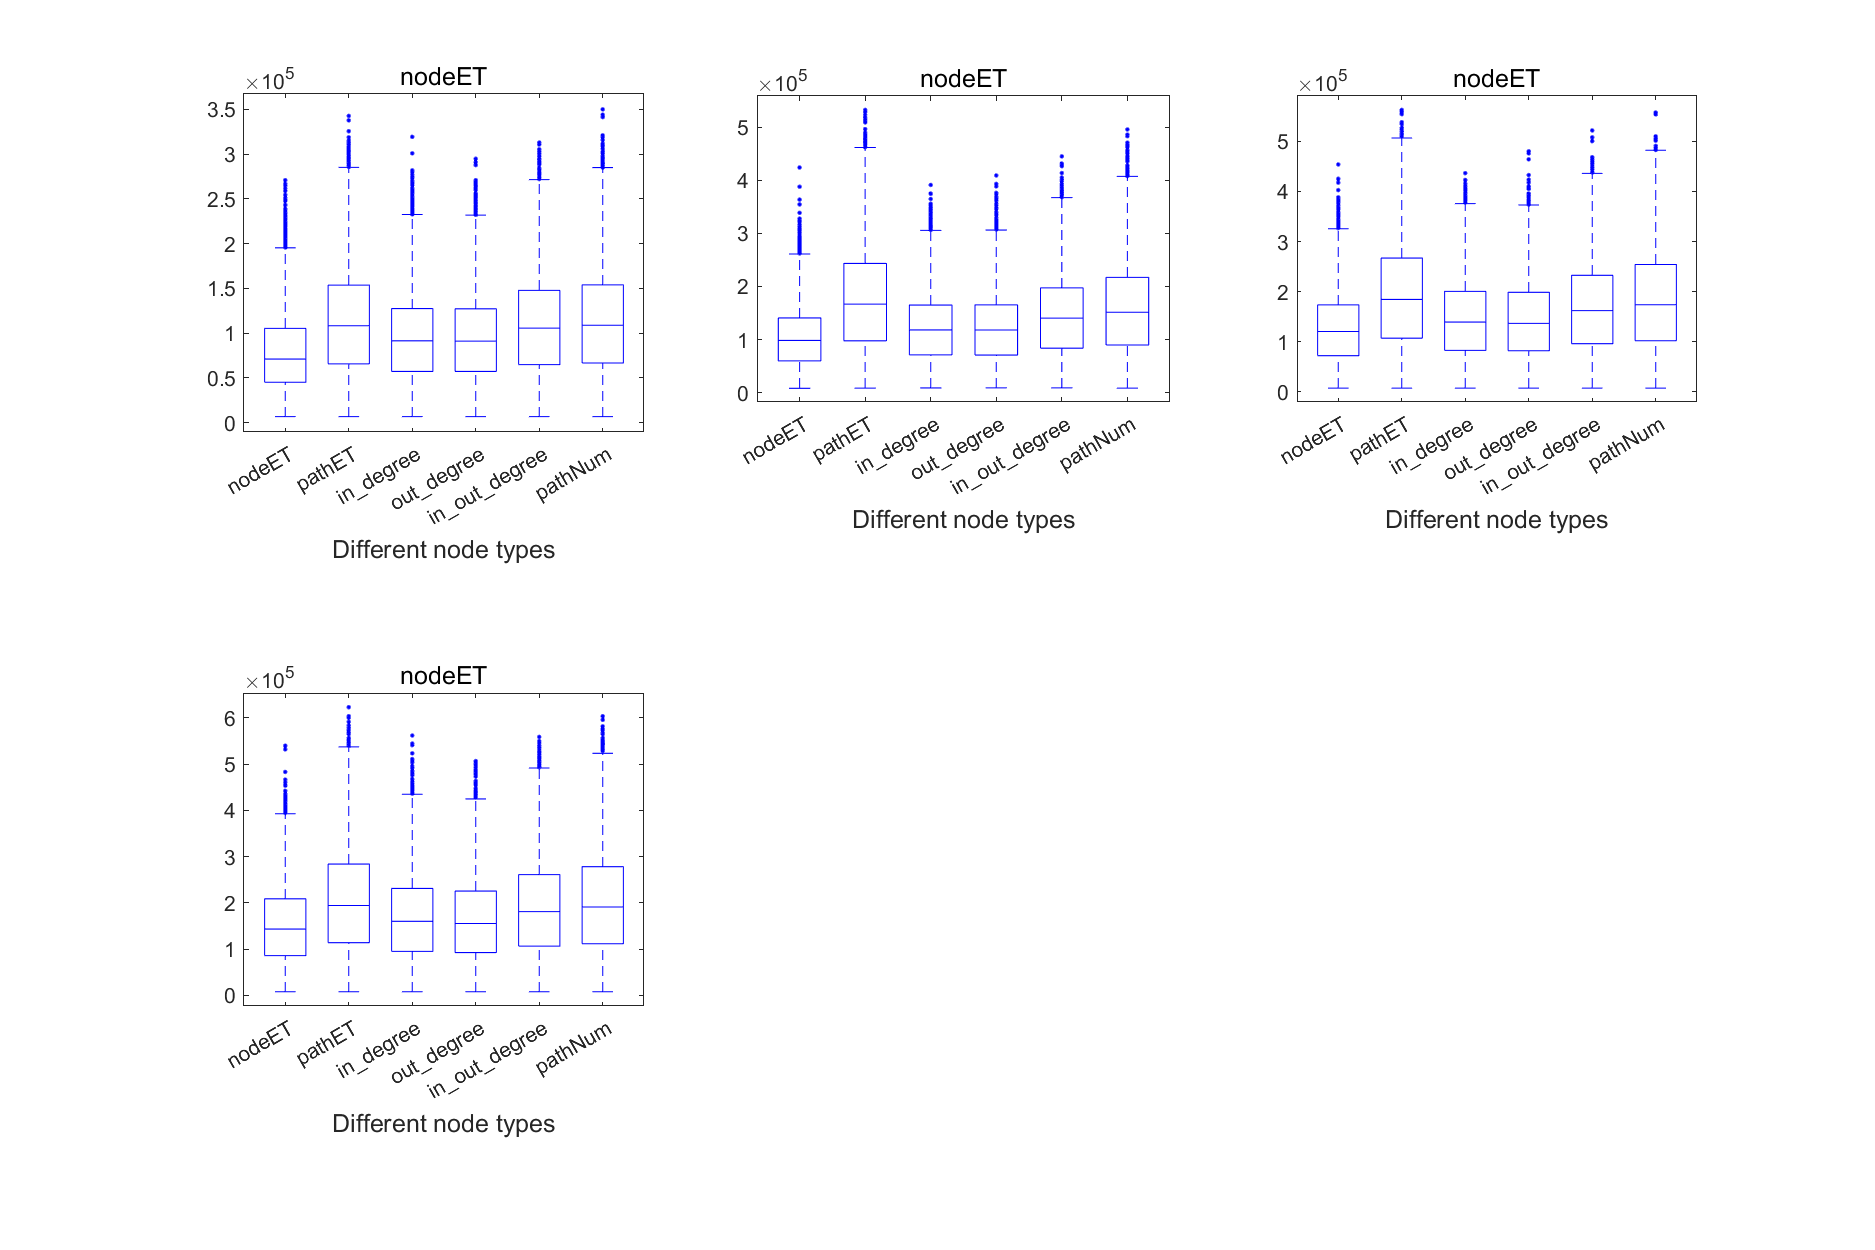 ×10^5
nodeET
3.5
3
2.5
2
1.5
1
0.5
0
nodeET
pathET
in_degree
out_degree
in_out_degree
pathNum
Different node types
×10^5
nodeET
5
4
3
2
1
0
nodeET
pathET
in_degree
out_degree
in_out_degree
pathNum
Different node types
×10^5
nodeET
5
4
3
2
1
0
nodeET
pathET
in_degree
out_degree
in_out_degree
pathNum
Different node types
×10^5
nodeET
6
5
4
3
2
1
0
nodeET
pathET
in_degree
out_degree
in_out_degree
pathNum
Different node types